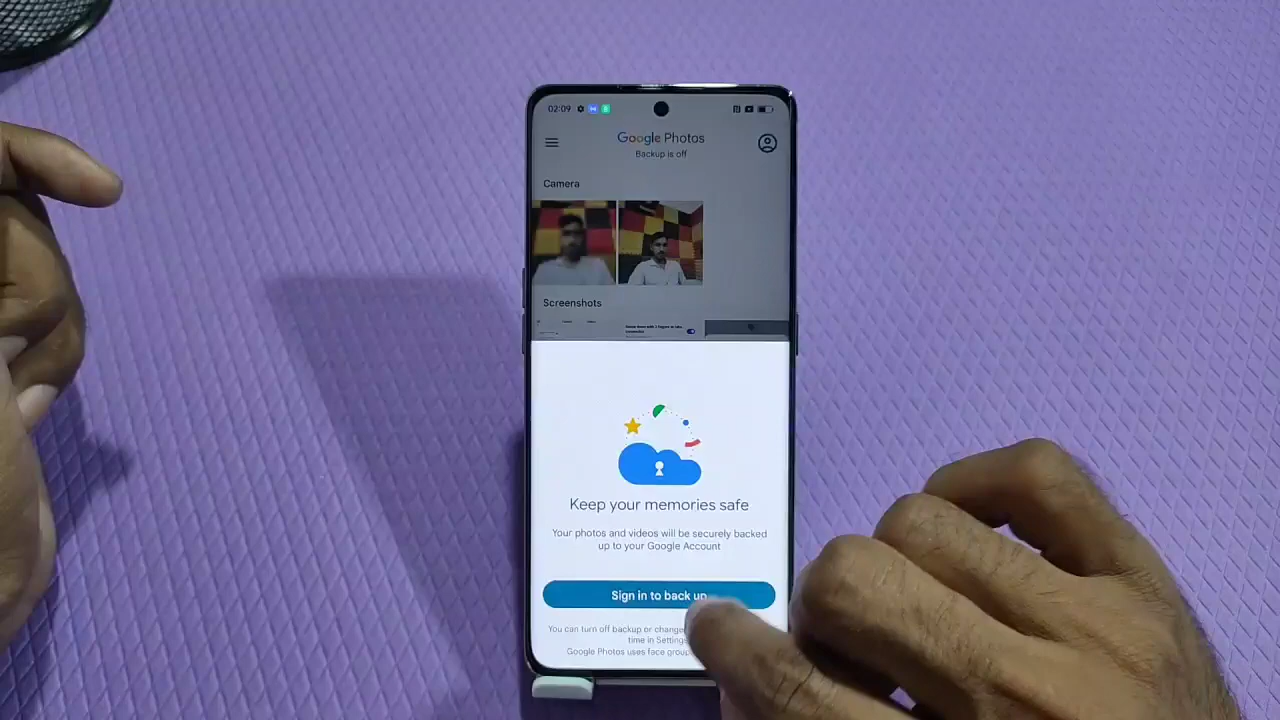 02:09
Google Photos
Backup is off
Camera
Screenshots
Keep your memories safe
Your photos and videos will be securely backed
up to your Google Account
Sign in to back up
You can turn off backup or change
time in Settings
Google Photos uses face